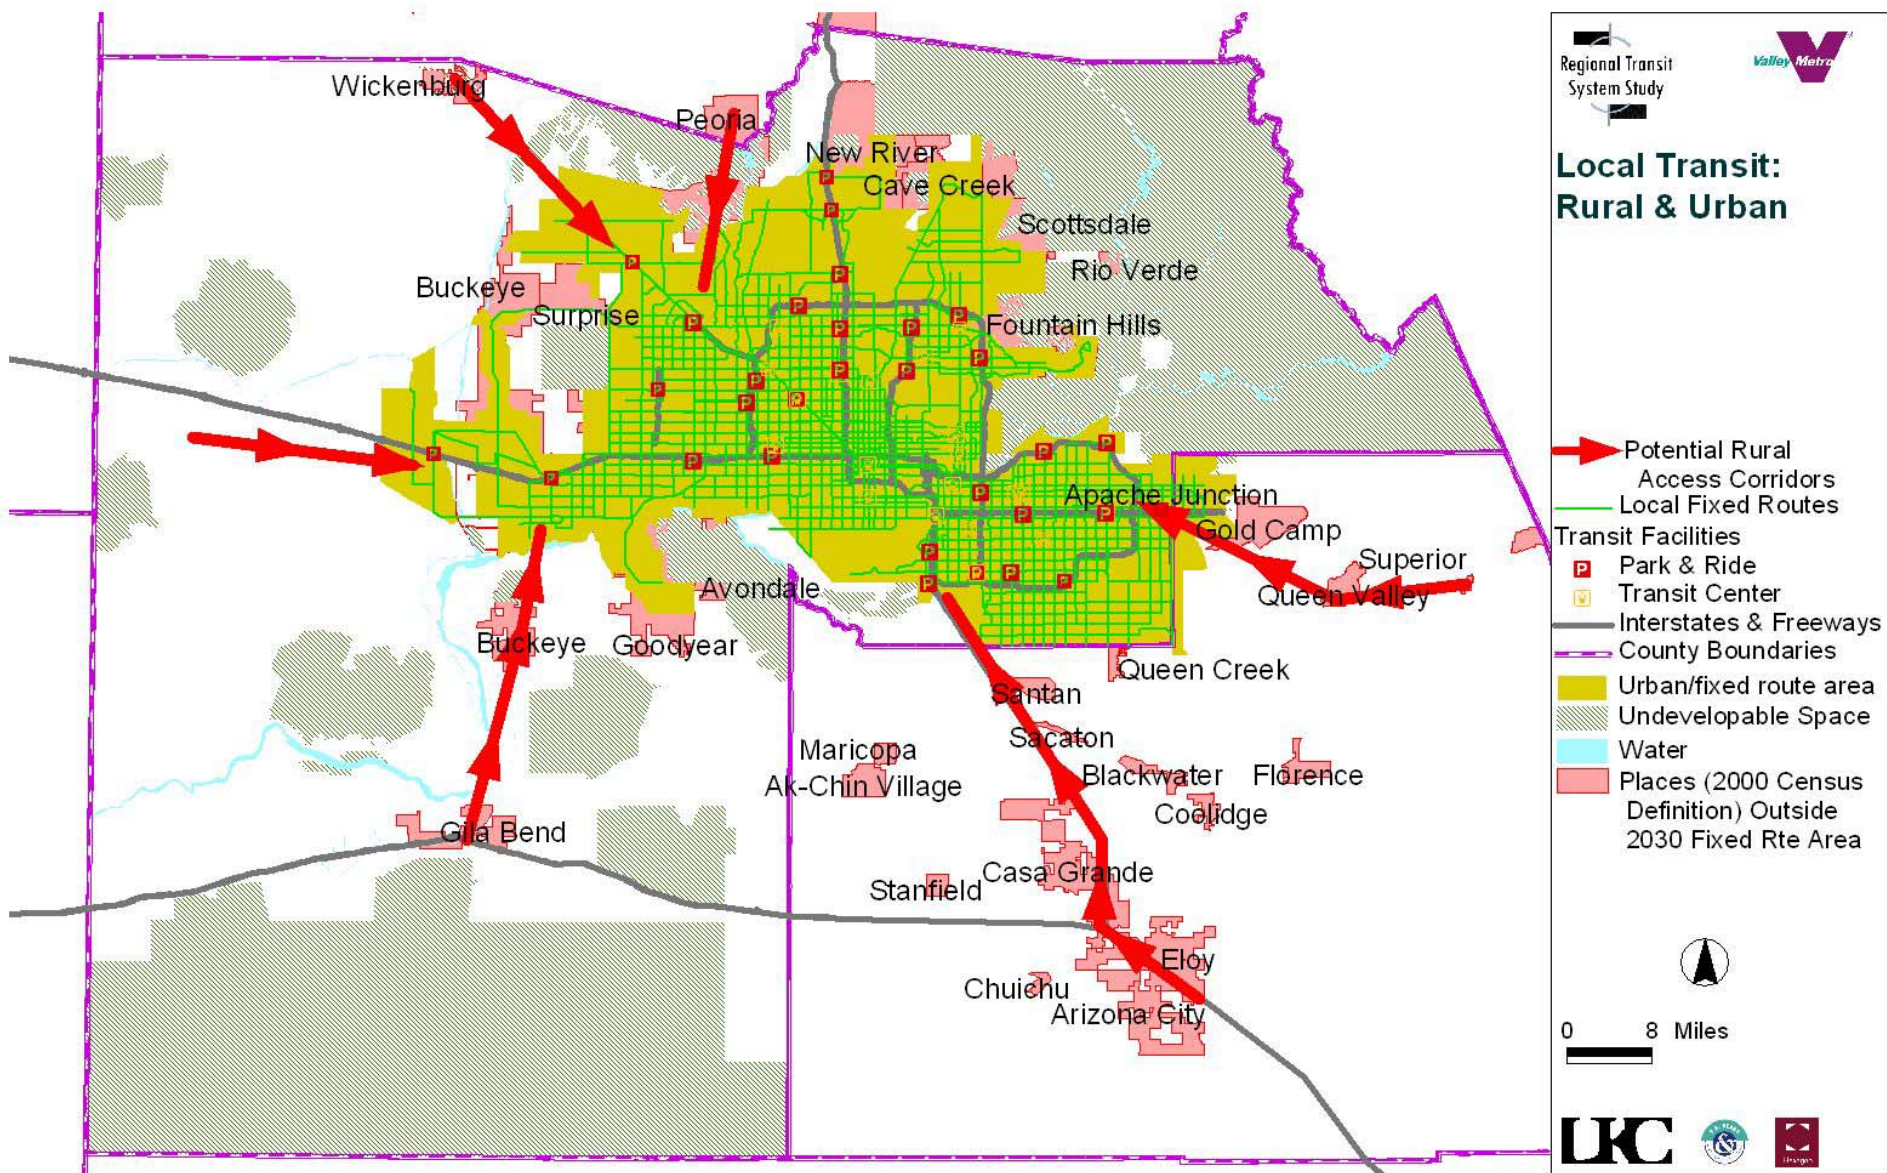 Wickenburg
Peoria
New River
Cave Creek
Scottsdale
Rio Verde
Buckeye
Surprise
Fountain Hills
Apache Junction
Gold Camp
Superior
Queen Valley
Avondale
Buckeye
Goodyear
Queen Creek
Santan
Sacaton
Maricopa
Ak-Chin Village
Blackwater
Florence
Coolidge
Gila Bend
Casa Grande
Stanfield
Eloy
Chuichu
Arizona City
Regional Transit
System Study
Valley Metro
Local Transit:
Rural & Urban
Potential Rural
Access Corridors
Local Fixed Routes
Transit Facilities
P Park & Ride
Transit Center
Interstates & Freeways
County Boundaries
Urban/fixed route area
Undevelopable Space
Water
Places (2000 Census
Definition) Outside
2030 Fixed Rte Area
0 8 Miles
Hexagon